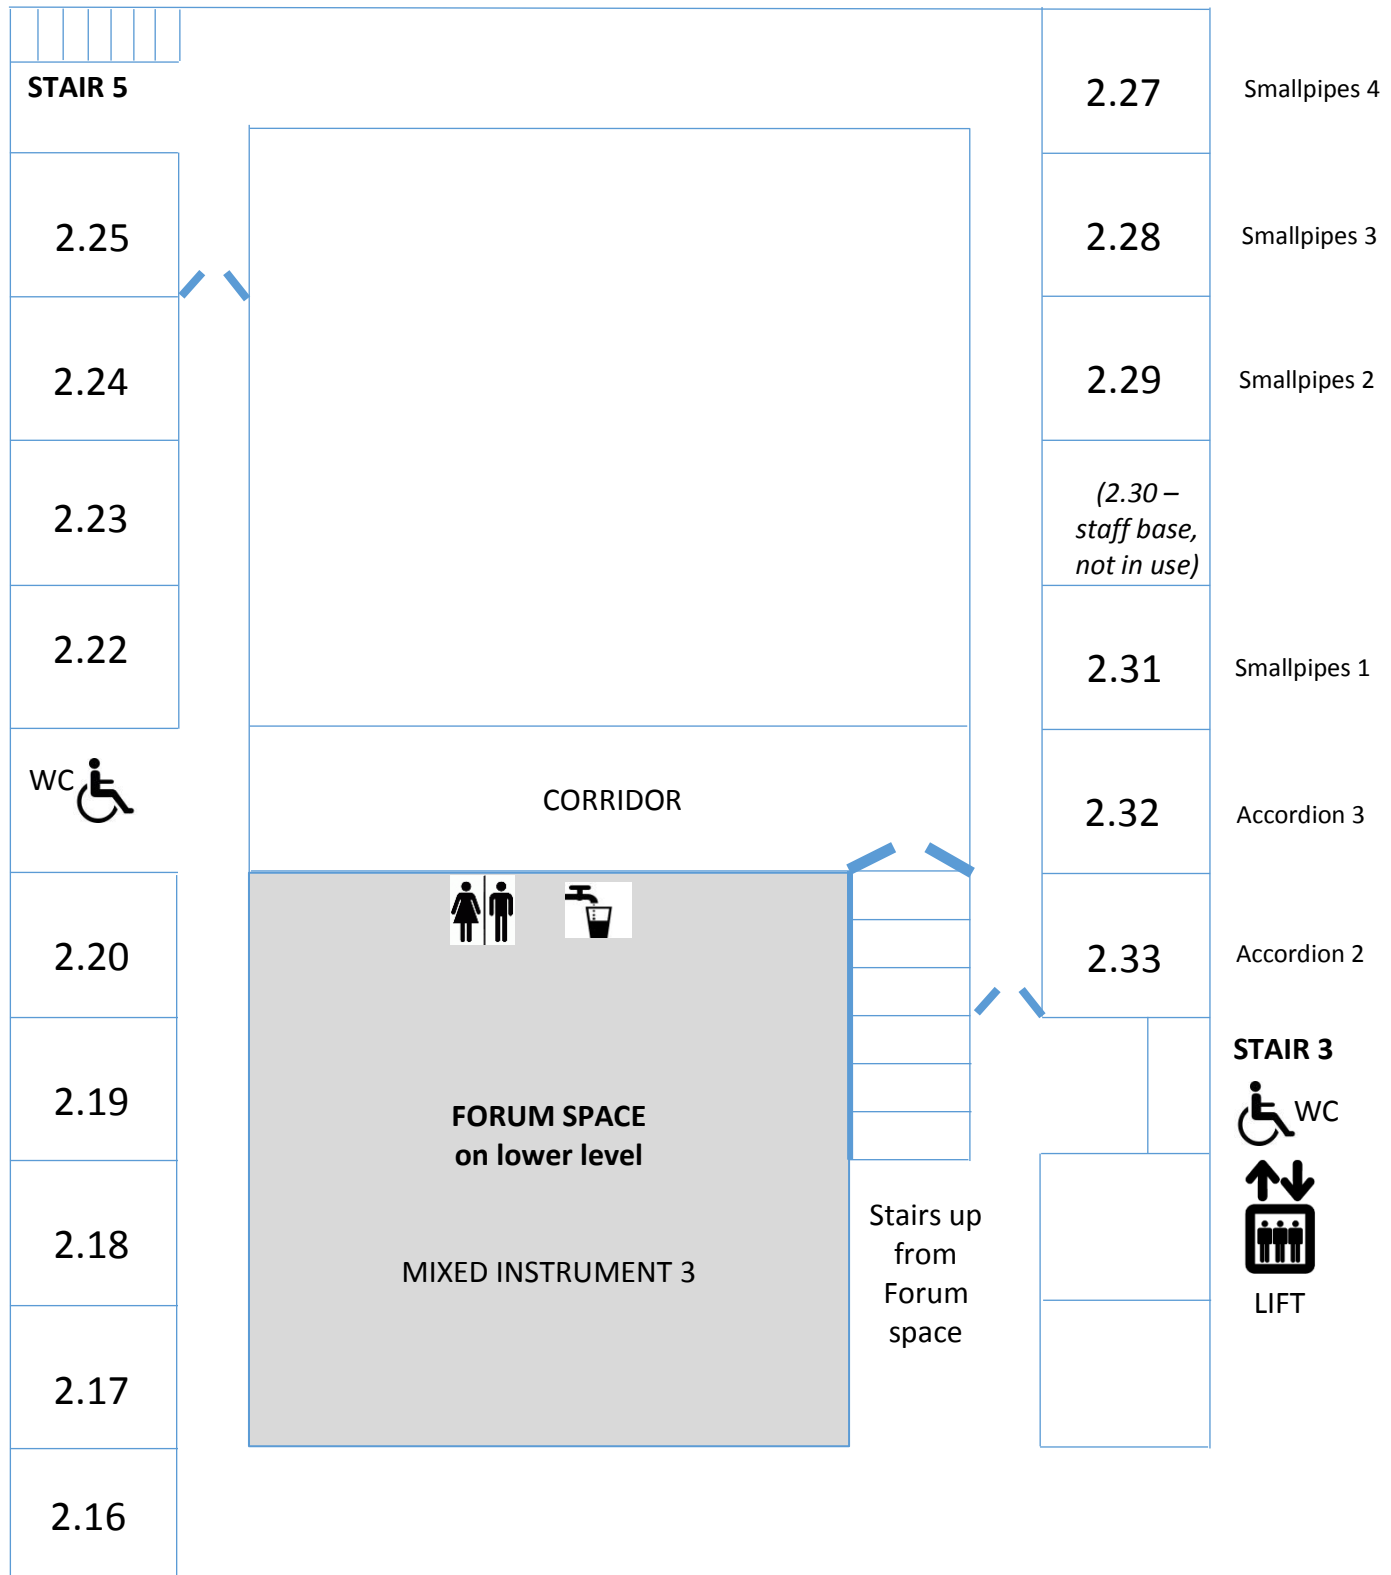 STAIR 5
2.27
Smallpipes 4
2.25
2.28
Smallpipes 3
2.24
2.29
Smallpipes 2
2.23
(2.30 –
staff base,
not in use)
2.22
2.31
Smallpipes 1
WC
CORRIDOR
2.32
Accordion 3
2.20
2.33
Accordion 2
STAIR 3
2.19
FORUM SPACE
on lower level
WC
2.18
MIXED INSTRUMENT 3
Stairs up
from
Forum
space
LIFT
2.17
2.16